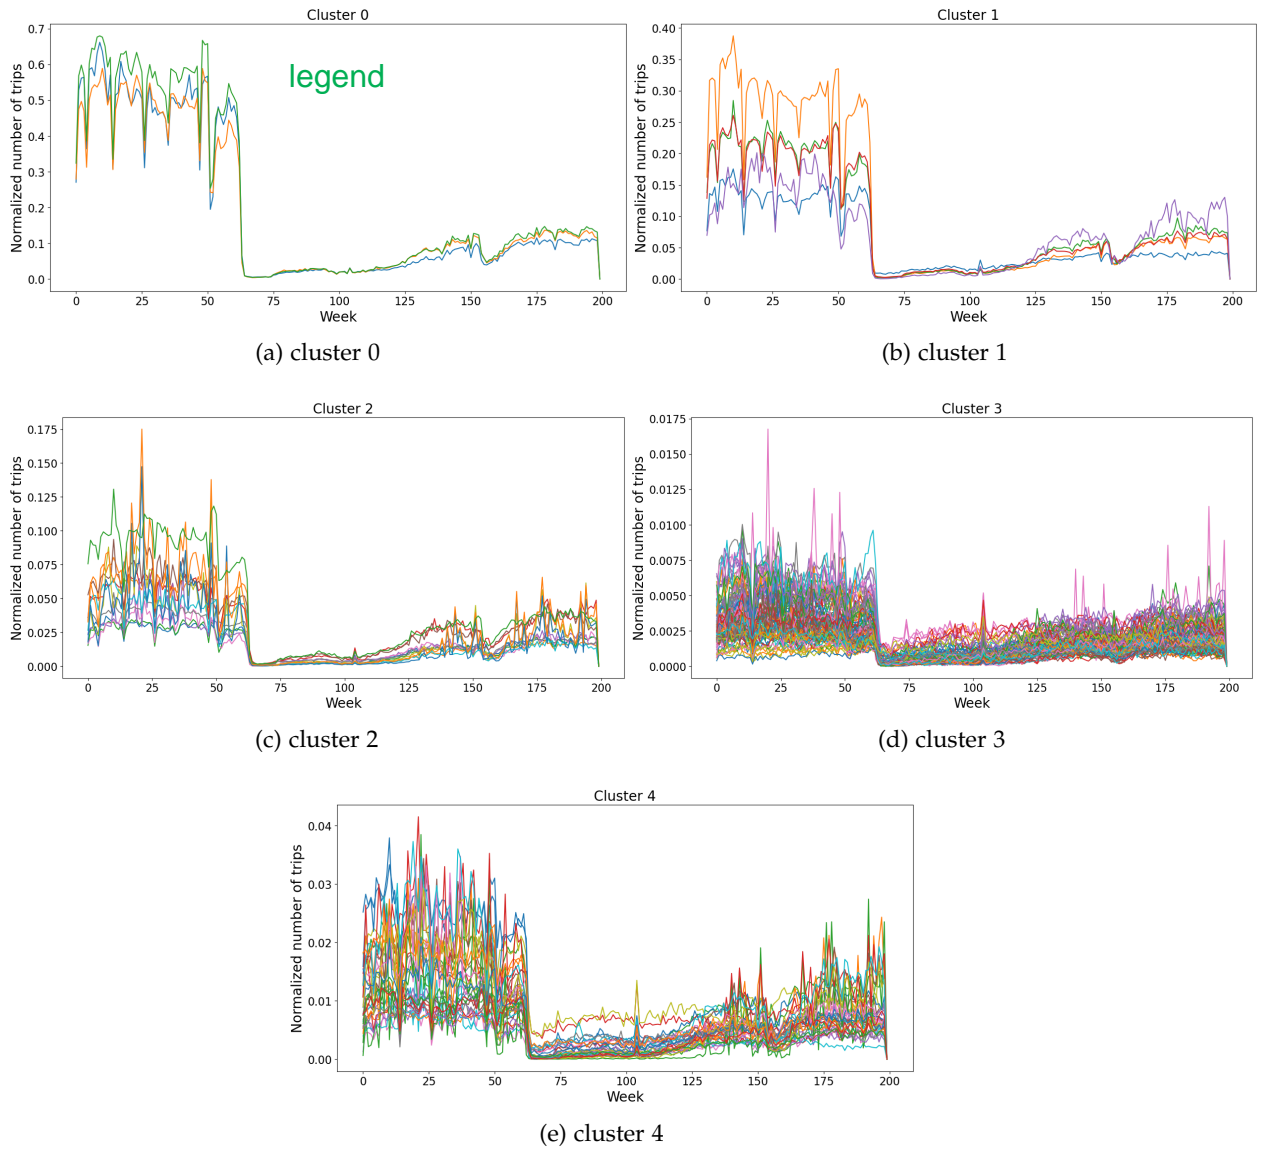 Cluster 0
Normalized number of trips
0.7
0.6
0.5
0.4
0.3
0.2
0.1
0.0
legend
0 25 50 75 100 125 150 175 200
Week
(a) cluster 0
Cluster 1
Normalized number of trips
0.40
0.35
0.30
0.25
0.20
0.15
0.10
0.05
0.00
0 25 50 75 100 125 150 175 200
Week
(b) cluster 1
Cluster 2
Normalized number of trips
0.175
0.150
0.125
0.100
0.075
0.050
0.025
0.000
0 25 50 75 100 125 150 175 200
Week
(c) cluster 2
Cluster 3
Normalized number of trips
0.0175
0.0150
0.0125
0.0100
0.0075
0.0050
0.0025
0.0000
0 25 50 75 100 125 150 175 200
Week
(d) cluster 3
Cluster 4
Normalized number of trips
0.04
0.03
0.02
0.01
0.00
0 25 50 75 100 125 150 175 200
Week
(e) cluster 4